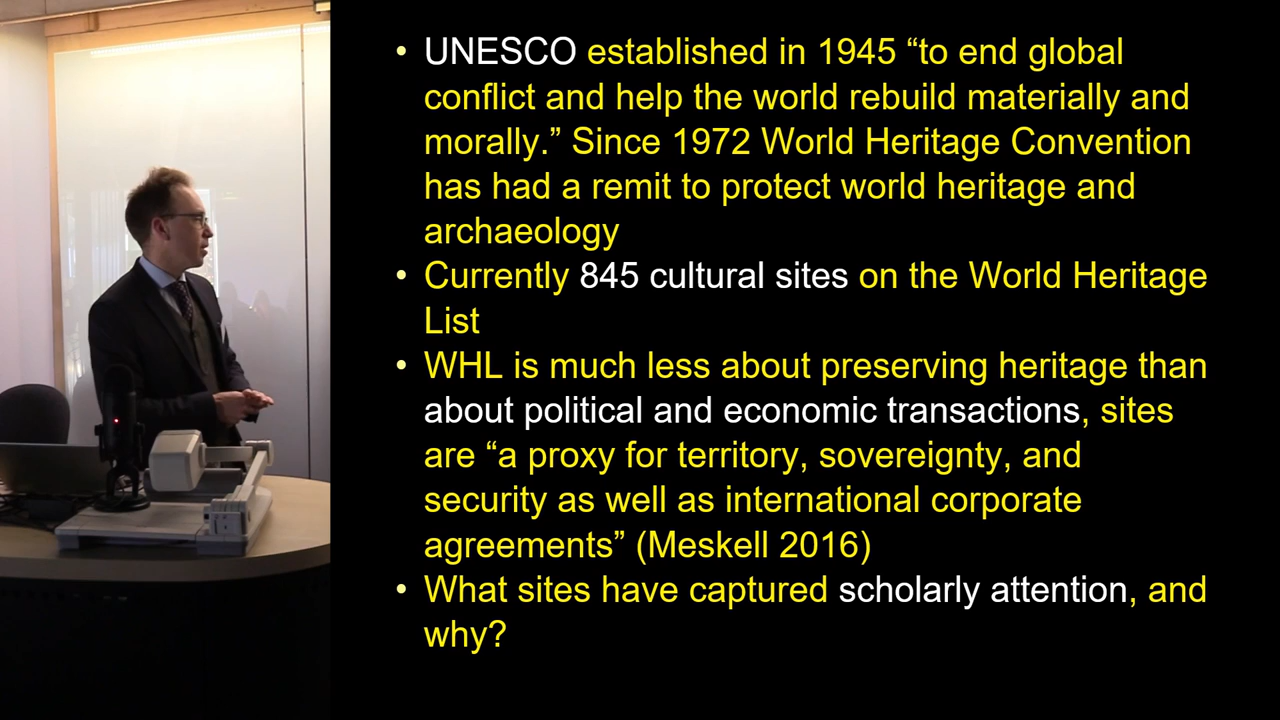 • UNESCO established in 1945 “to end global
conflict and help the world rebuild materially and
morally.” Since 1972 World Heritage Convention
has had a remit to protect world heritage and
archaeology
• Currently 845 cultural sites on the World Heritage
List
• WHL is much less about preserving heritage than
about political and economic transactions, sites
are “a proxy for territory, sovereignty, and
security as well as international corporate
agreements” (Meskell 2016)
• What sites have captured scholarly attention, and
why?